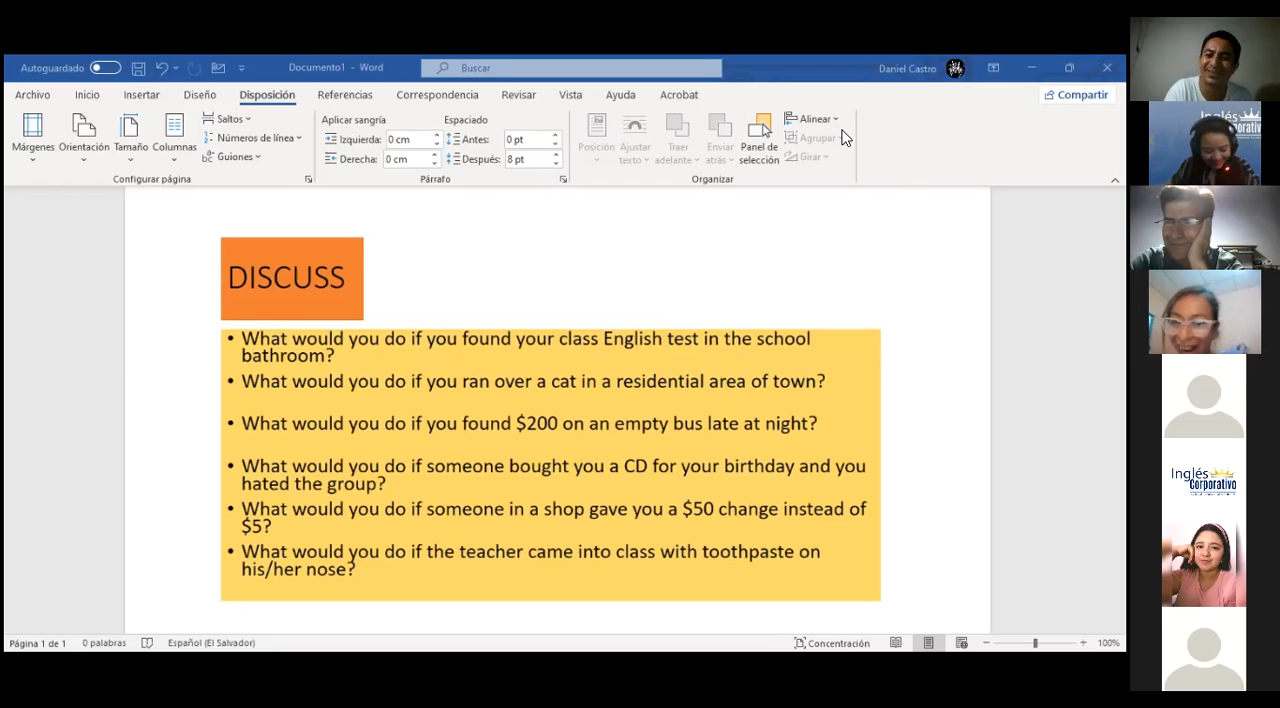 Autoguardado
Documento1 - Word
Buscar
Daniel Castro
Archivo Inicio Insertar Diseño Disposición Referencias Correspondencia Revisar Vista Ayuda Acrobat
Compartir
Márgenes
Orientación
Tamaño
Columnas
Saltos
Números de línea
Guiones
Configurar página
Aplicar sangría
Izquierda: 0 cm
Derecha: 0 cm
Espaciado
Antes: 0 pt
Después: 8 pt
Párrafo
Posición
Ajustar texto
Traer adelante
Enviar atrás
Panel de selección
Alinear
Agrupar
Girar
Organizar
DISCUSS
• What would you do if you found your class English test in the school
bathroom?
• What would you do if you ran over a cat in a residential area of town?
• What would you do if you found $200 on an empty bus late at night?
• What would you do if someone bought you a CD for your birthday and you
hated the group?
• What would you do if someone in a shop gave you a $50 change instead of
$5?
• What would you do if the teacher came into class with toothpaste on
his/her nose?
Página 1 de 1 0 palabras Español (El Salvador)
Concentración
100%
Inglés
Corporativo